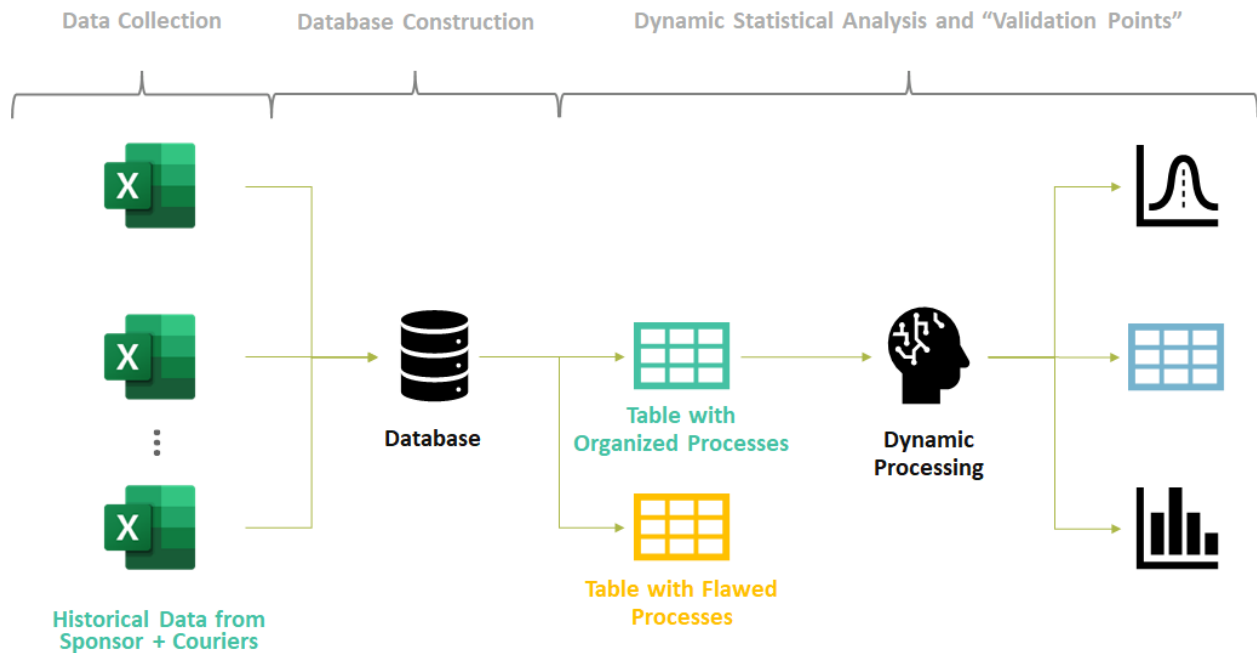 Data Collection
Database Construction
Dynamic Statistical Analysis and “Validation Points”
X
X
X
Database
Table with
Organized Processes
Dynamic
Processing
Table with Flawed
Processes
Historical Data from
Sponsor + Couriers